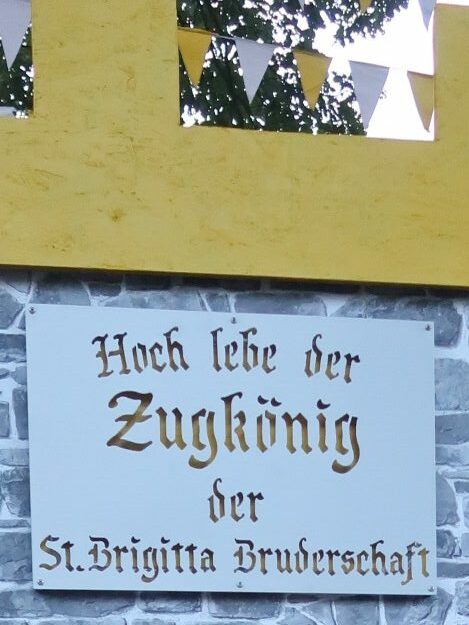 Hoch lebe der
Zugkönig
der
St. Brigitta Bruderschaft